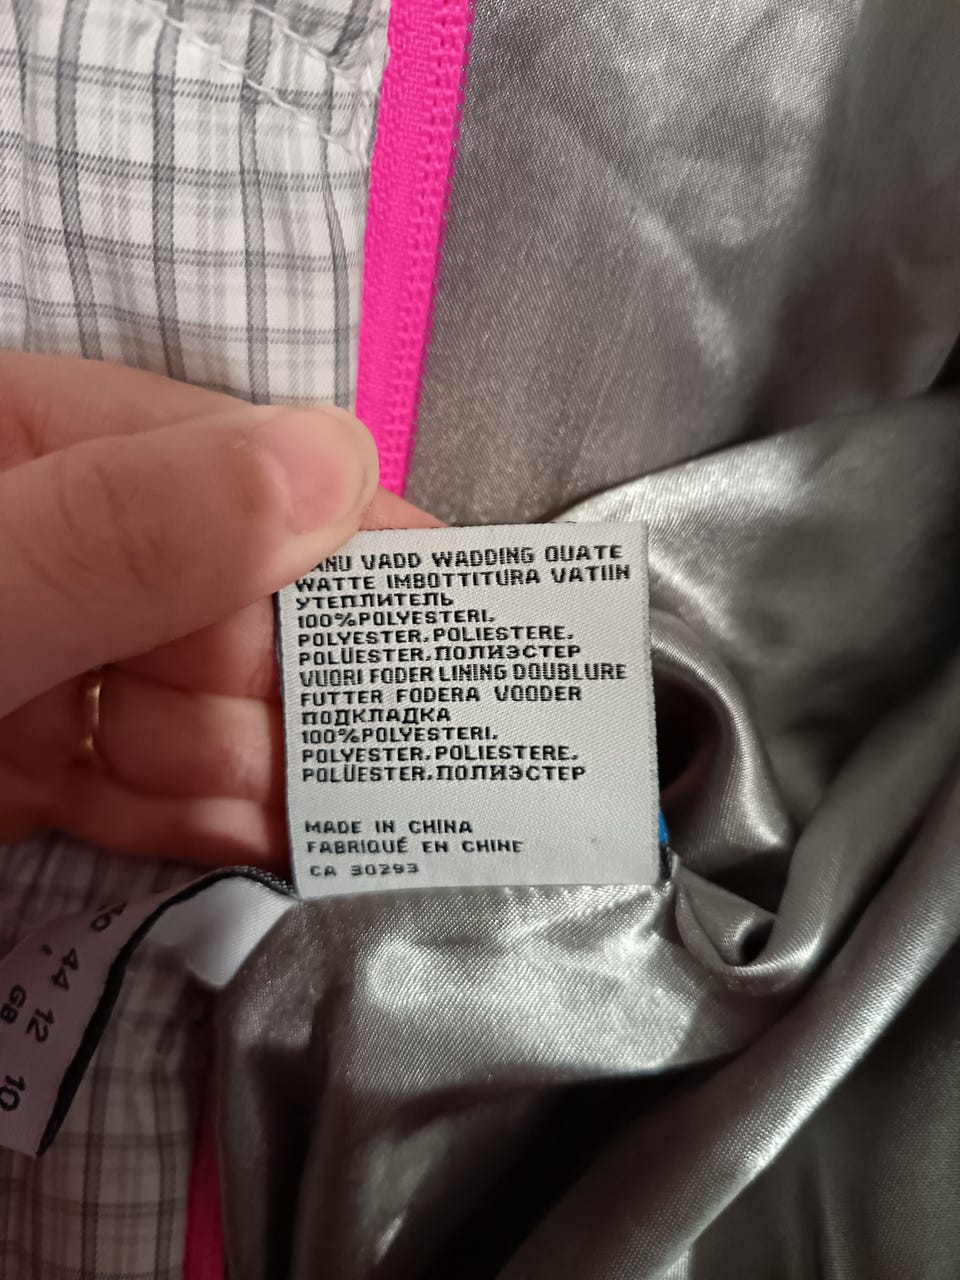 VADD WADDING OUATE
WATTE IMBOTTITURA VATIIN
УТЕПЛИТЕЛЬ
100%POLYESTERI.
POLYESTER.POLIESTERE.
POLÜESTER.ПОЛИЭСТЕР
VUORI FODER LINING DOUBLURE
FUTTER FODERA VOODER
ПОДКЛАДКА
100%POLYESTERI.
POLYESTER.POLIESTERE.
POLÜESTER.ПОЛИЭСТЕР
MADE IN CHINA
FABRIQUÉ EN CHINE
CA 30293
44
GB 12
10